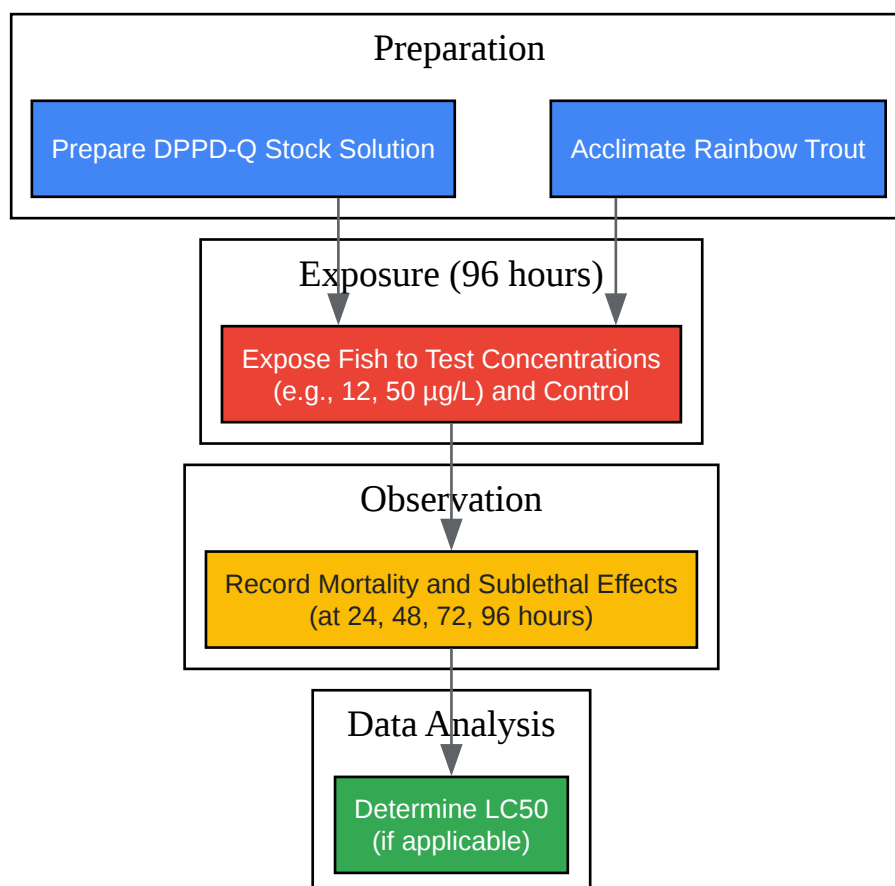 Preparation
Prepare DPPD-Q Stock Solution
Acclimate Rainbow Trout
Exposure (96 hours)
Expose Fish to Test Concentrations
(e.g., 12, 50 µg/L) and Control
Observation
Record Mortality and Sublethal Effects
(at 24, 48, 72, 96 hours)
Data Analysis
Determine LC50
(if applicable)